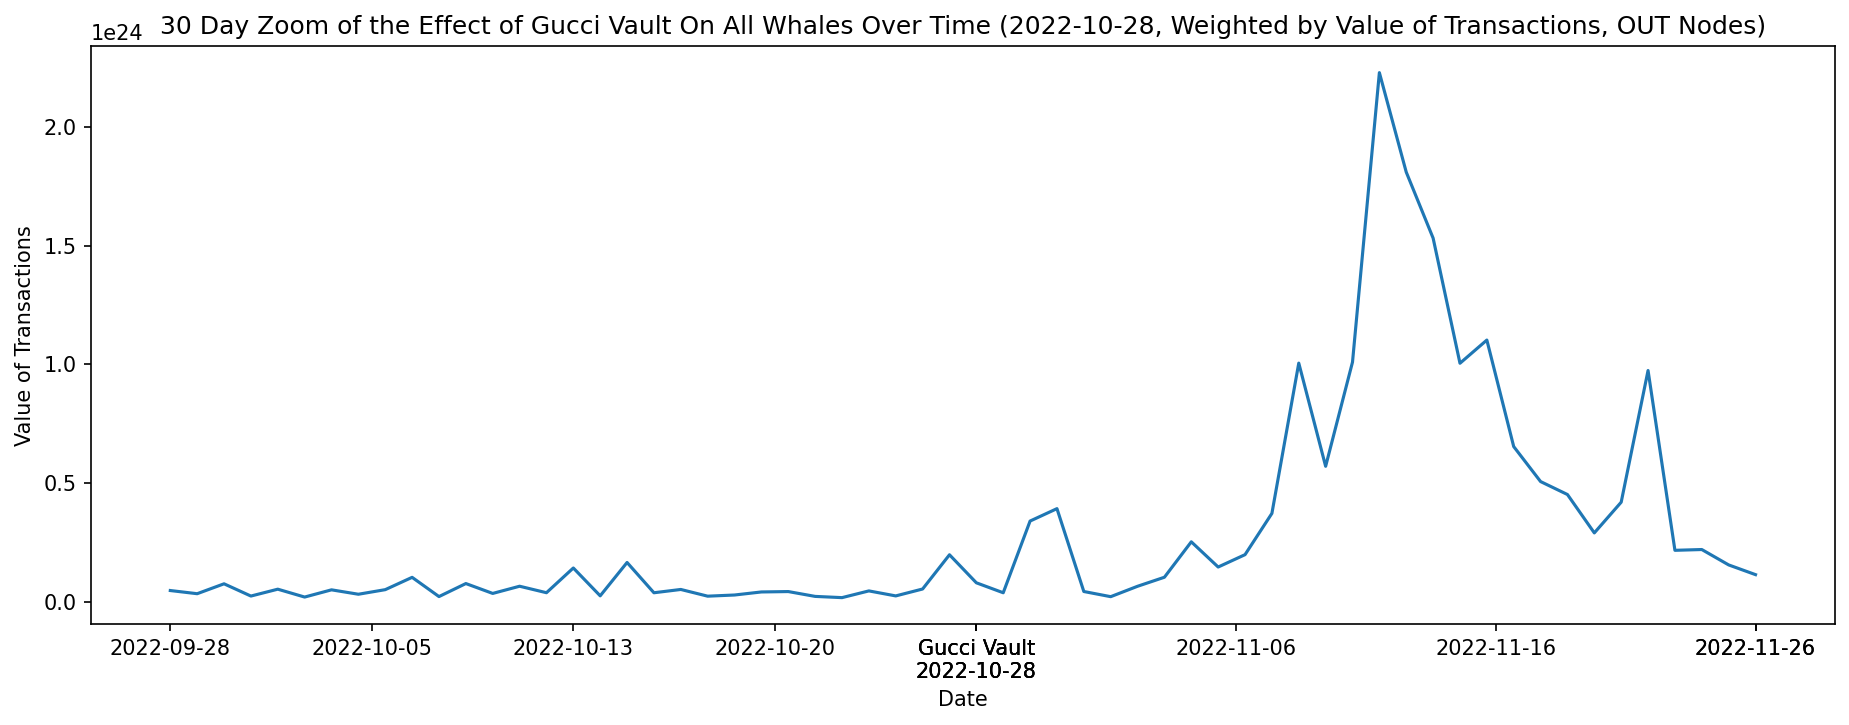 30 Day Zoom of the Effect of Gucci Vault On All Whales Over Time (2022-10-28, Weighted by Value of Transactions, OUT Nodes)
1e24
2.0
1.5
1.0
0.5
0.0
Value of Transactions
2022-09-28 2022-10-05 2022-10-13 2022-10-20 Gucci Vault 2022-11-06 2022-11-16 2022-11-26
2022-10-28
Date